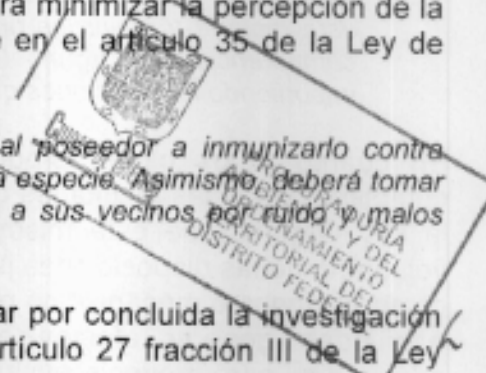 ra minimizar la percepción de la
en el artículo 35 de la Ley de
al poseedor a inmunizarlo contra
especie. Asimismo, deberá tomar
a sus vecinos por ruido y malos
PROCURADURIA
AMBIENTAL Y DEL
ORDENAMIENTO
TERRITORIAL DEL
DISTRITO FEDERAL
ar por concluida la investigación
rtículo 27 fracción III de la Ley